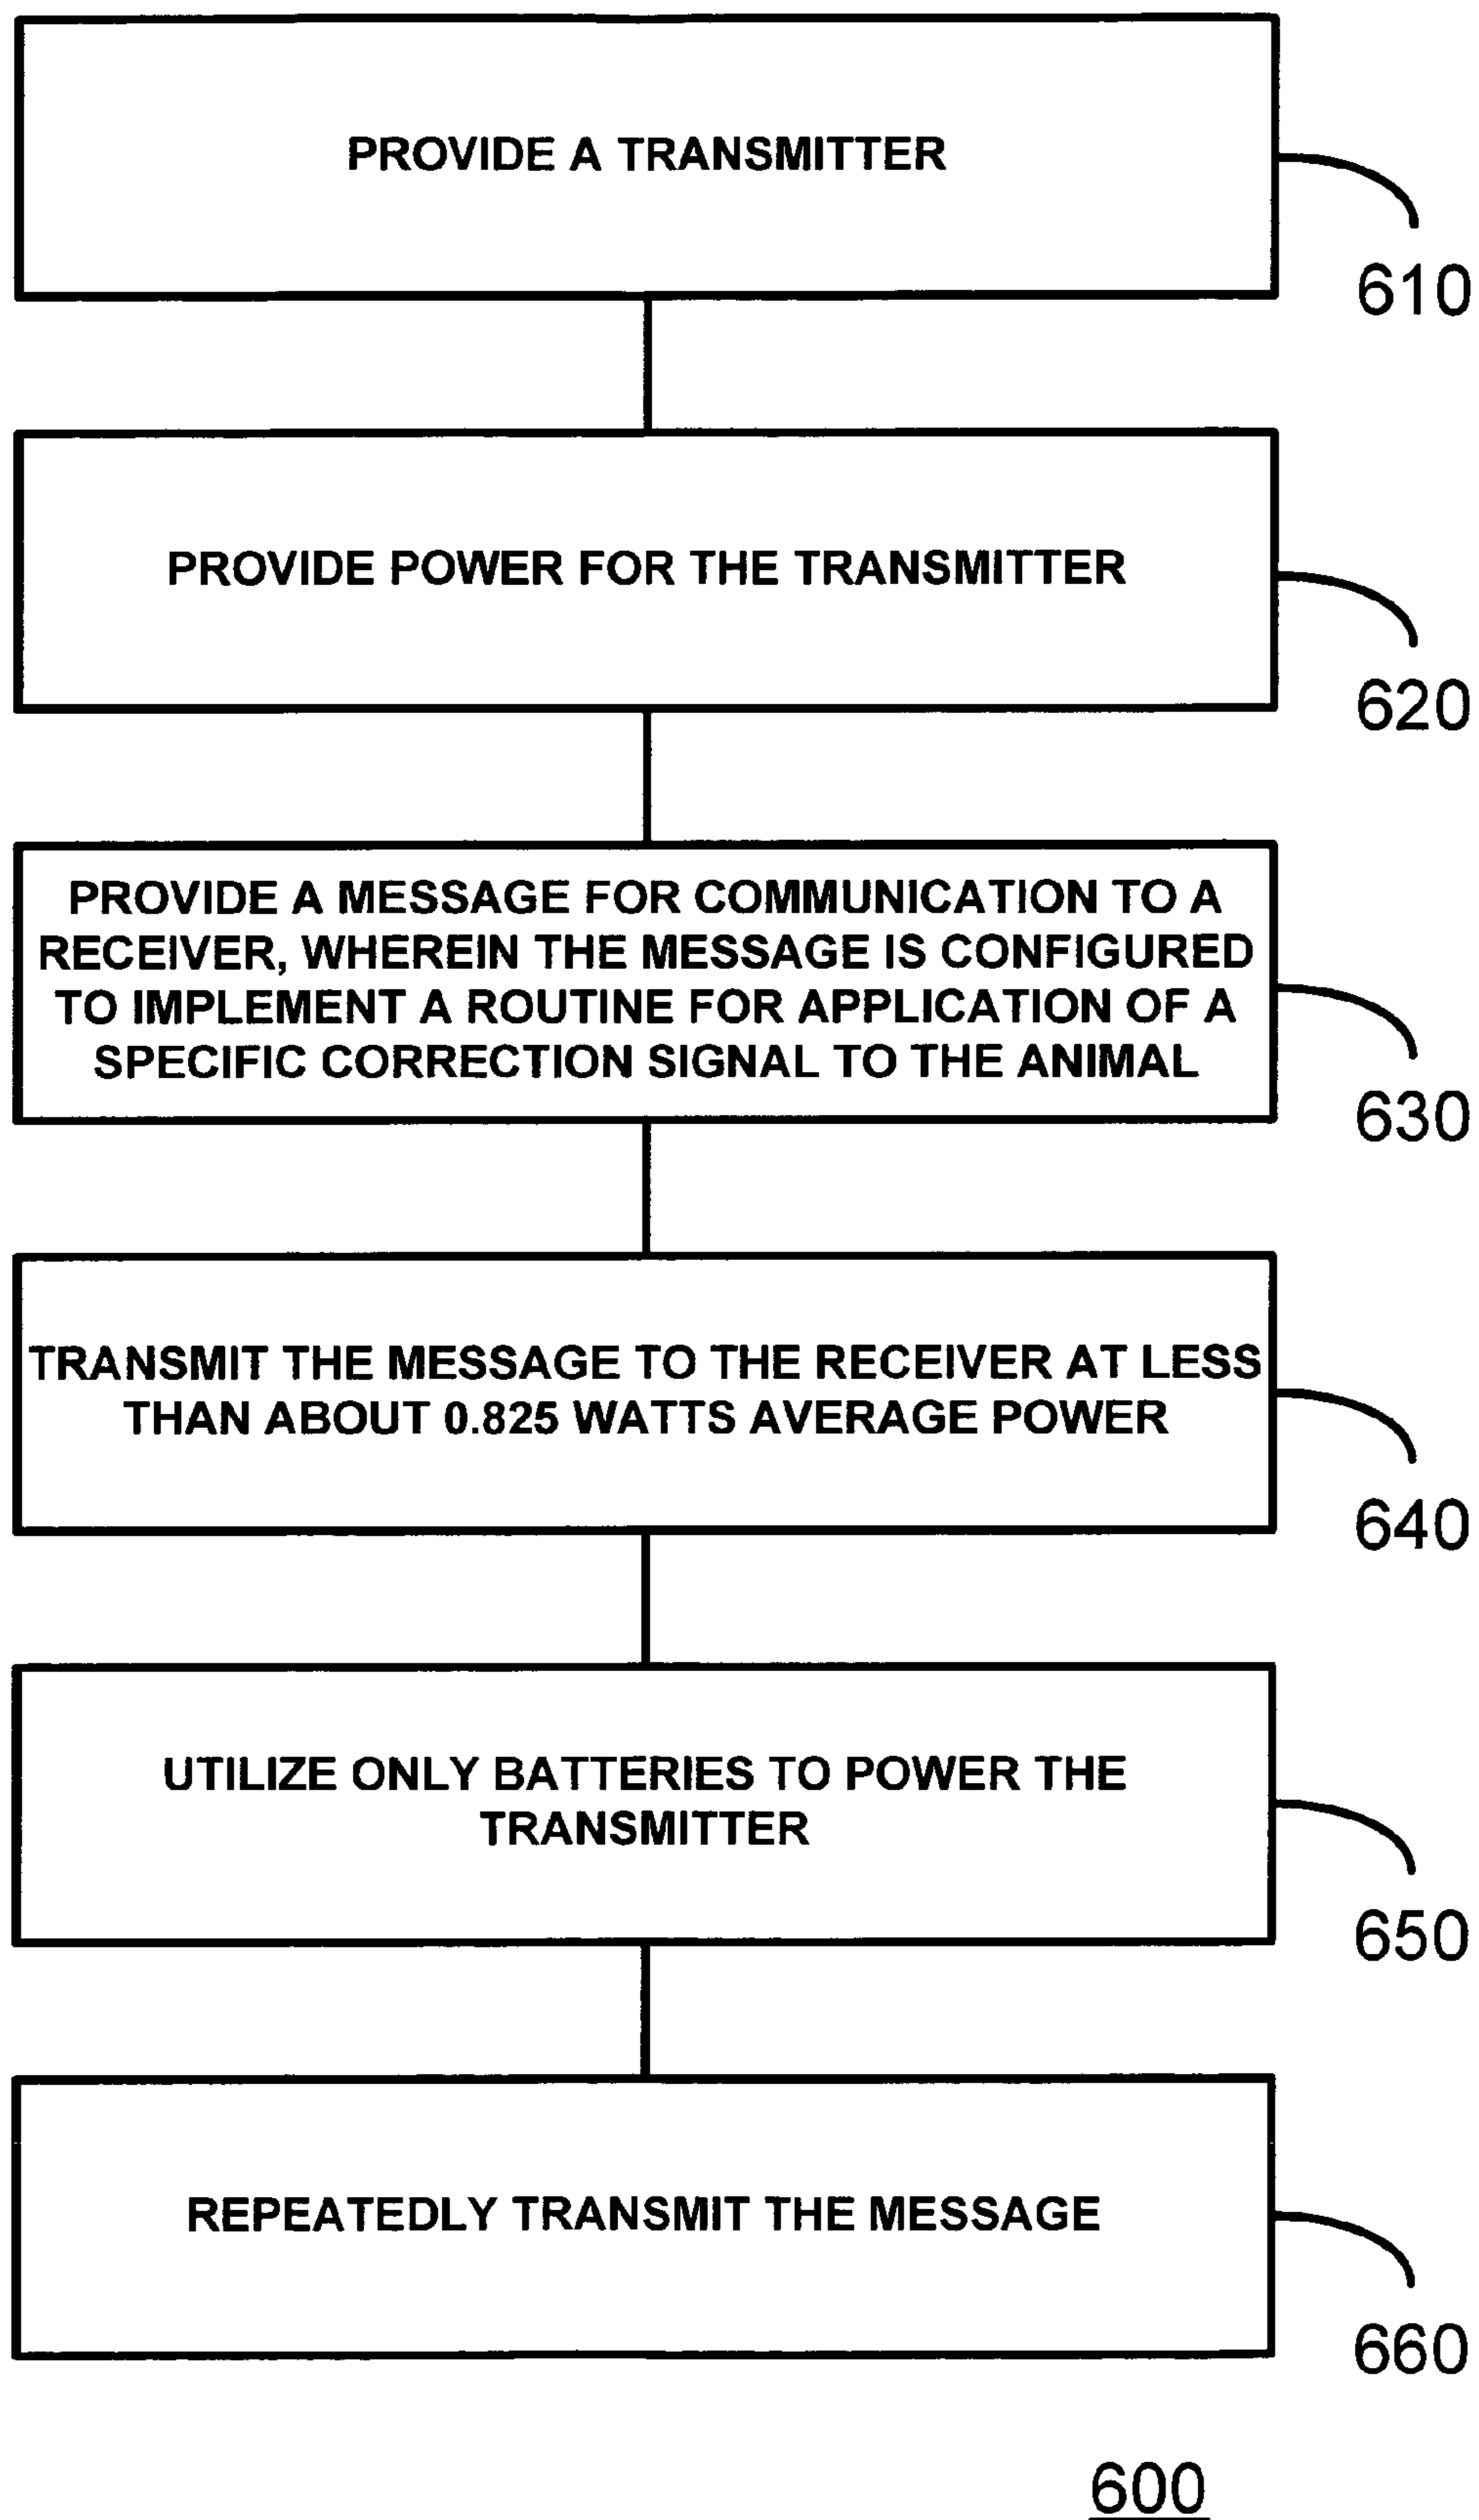 PROVIDE A TRANSMITTER
610
PROVIDE POWER FOR THE TRANSMITTER
620
PROVIDE A MESSAGE FOR COMMUNICATION TO A
RECEIVER, WHEREIN THE MESSAGE IS CONFIGURED
TO IMPLEMENT A ROUTINE FOR APPLICATION OF A
SPECIFIC CORRECTION SIGNAL TO THE ANIMAL
630
TRANSMIT THE MESSAGE TO THE RECEIVER AT LESS
THAN ABOUT 0.825 WATTS AVERAGE POWER
640
UTILIZE ONLY BATTERIES TO POWER THE
TRANSMITTER
650
REPEATEDLY TRANSMIT THE MESSAGE
660
600